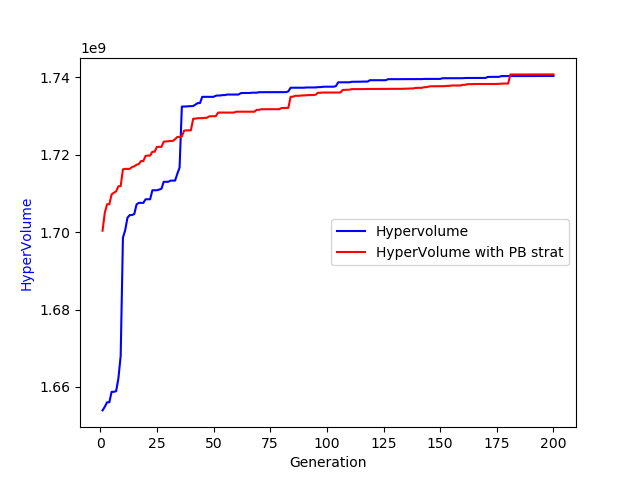 1e9
1.74
1.72
1.70
1.68
1.66
HyperVolume
Hypervolume
HyperVolume with PB strat
0 25 50 75 100 125 150 175 200
Generation